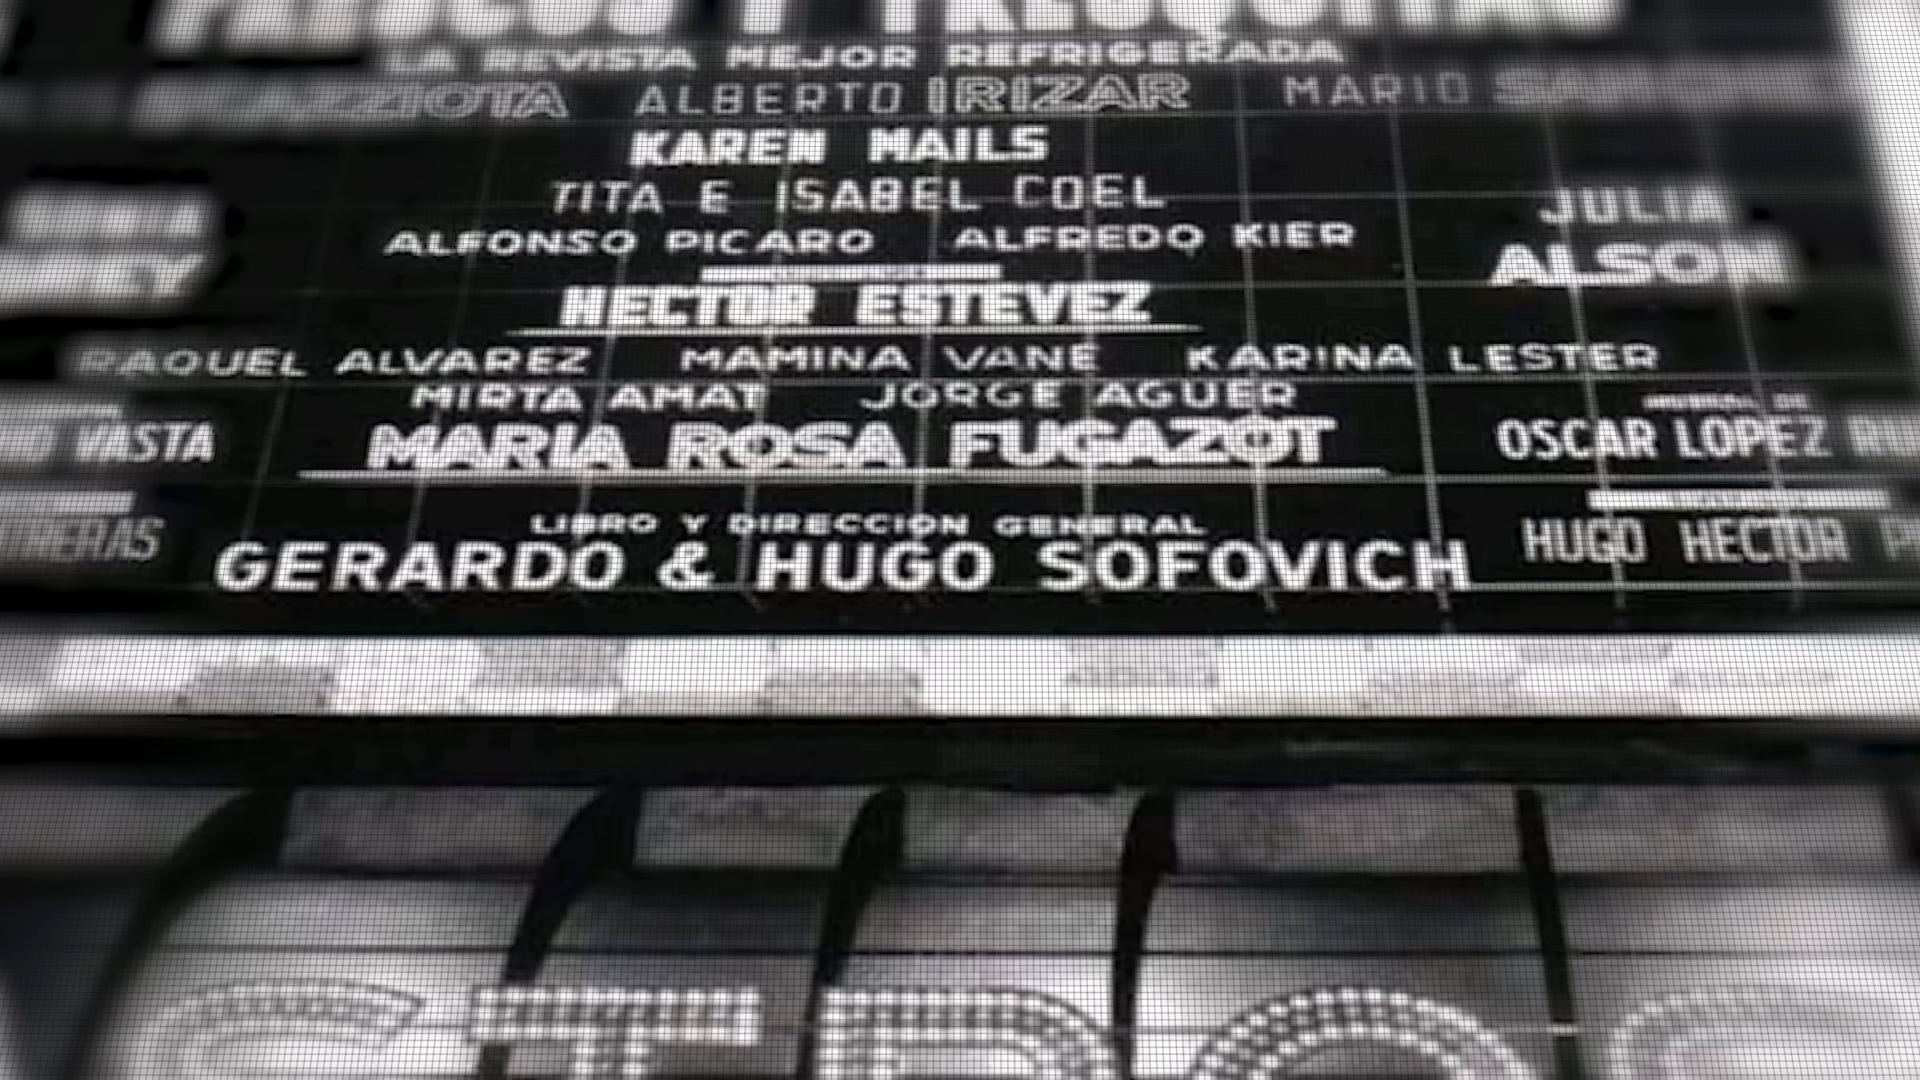 LA REVISTA MEJOR REFRIGERADA
ALBERTO IRIZAR MARIO
KAREN MAILS
TITA E ISABEL COEL
JULIA
ALFONSO PICARO ALFREDO KIER
ALSON
HECTOR ESTEVEZ
RAQUEL ALVAREZ MAMINA VANE KARINA LESTER
MIRTA AMAT JORGE AGUER
VASTA
MARIA ROSA FUGAZOT
OSCAR LOPEZ
LIBRO Y DIRECCION GENERAL
GERARDO & HUGO SOFOVICH
HUGO HECTOR